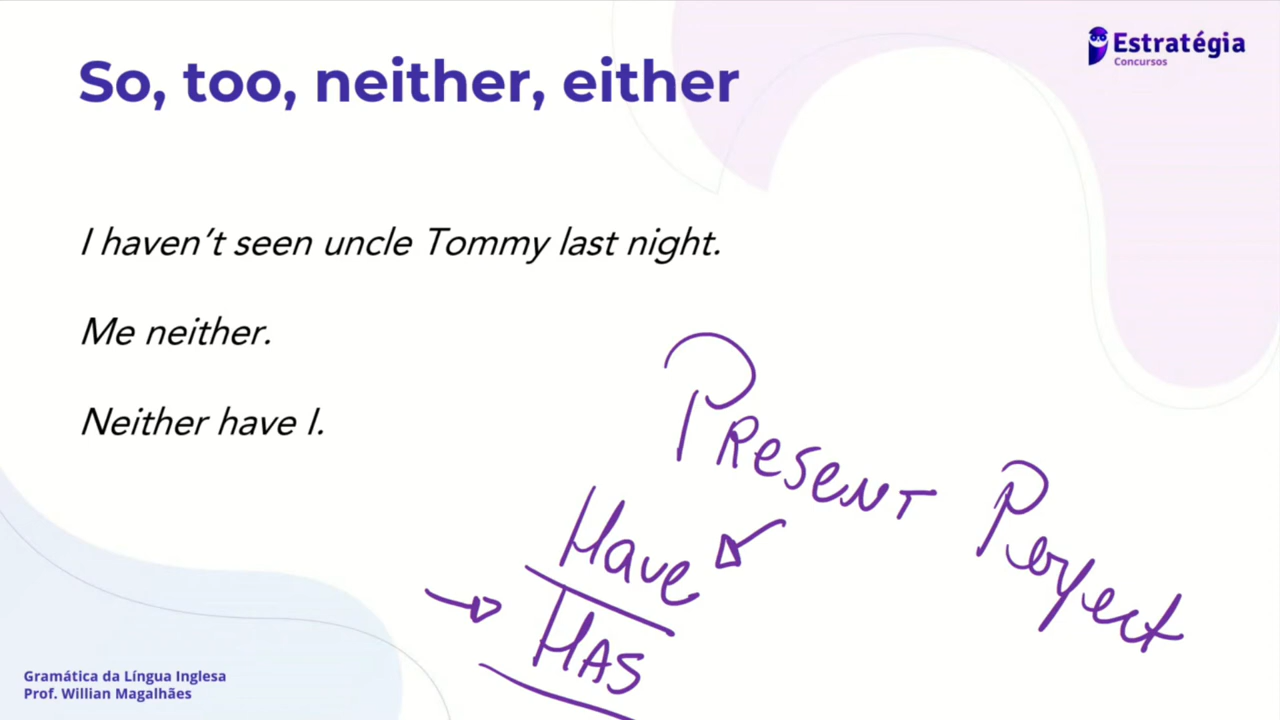 So, too, neither, either
Estratégia
Concursos
I haven't seen uncle Tommy last night.
Me neither.
Neither have I.
Present Perfect
Have
Has
Gramática da Língua Inglesa
Prof. Willian Magalhães